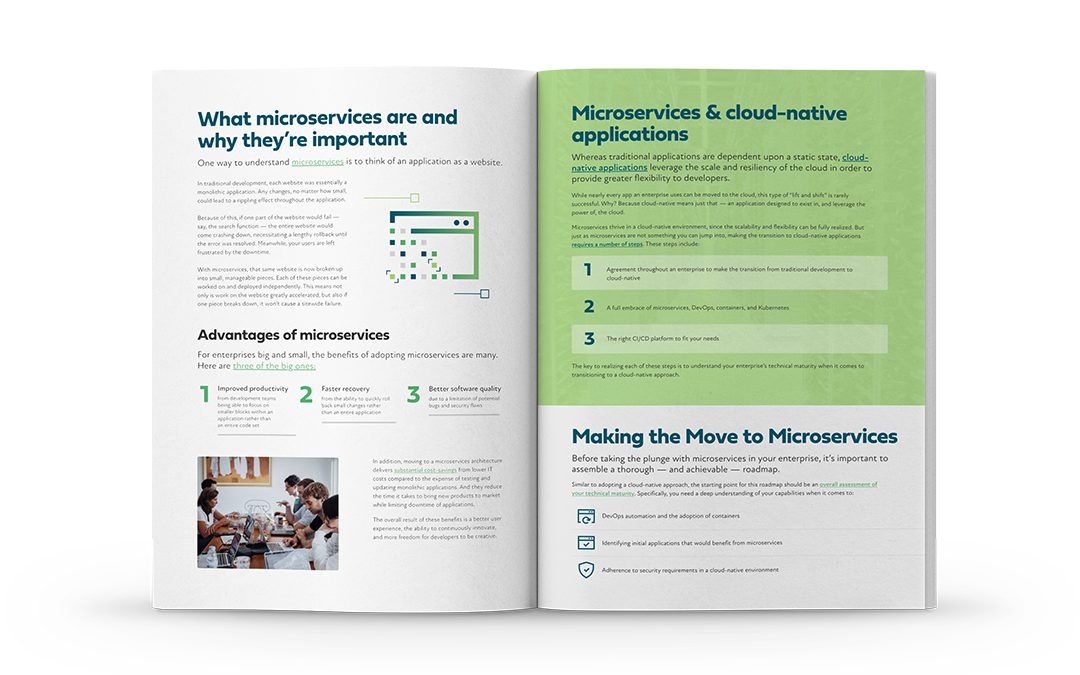 What microservices are and
why they're important
One way to understand microservices is to think of an application as a website.
In traditional development, each website was essentially a
monolithic application. Any changes, no matter how small,
could lead to a rippling effect throughout the application.
Because of this, if one part of the website would fail —
say, the search function — the entire website would
come crashing down, necessitating a lengthy rollback until
the error was resolved. Meanwhile, your users are left
frustrated by the downtime.
With microservices, that same website is now broken up
into small, manageable pieces. Each of these pieces can be
worked on and deployed independently. This means not
only is work on the website greatly accelerated, but also if
one piece breaks down, it won't cause a sitewide failure.
Advantages of microservices
For enterprises big and small, the benefits of adopting microservices are many.
Here are three of the big ones:
1 Improved productivity
from development teams
being able to focus on
smaller blocks within an
application rather than
an entire code set
2 Faster recovery
from the ability to quickly roll
back small changes rather
than an entire application
3 Better software quality
due to a limitation of potential
bugs and security flaws
In addition, moving to a microservices architecture
delivers substantial cost-savings from lower IT
costs compared to the expense of testing and
updating monolithic applications. And they reduce
the time it takes to bring new products to market
while limiting downtime of applications.
The overall result of these benefits is a better user
experience, the ability to continuously innovate,
and more freedom for developers to be creative.
Microservices & cloud-native
applications
Whereas traditional applications are dependent upon a static state, cloud-
native applications leverage the scale and resiliency of the cloud in order to
provide greater flexibility to developers.
While nearly every app an enterprise uses can be moved to the cloud, this type of "lift and shift" is rarely
successful. Why? Because cloud-native means just that — an application designed to exist in, and leverage the
power of, the cloud.
Microservices thrive in a cloud-native environment, since the scalability and flexibility can be fully realized. But
just as microservices are not something you can jump into, making the transition to cloud-native applications
requires a number of steps. These steps include:
1 Agreement throughout an enterprise to make the transition from traditional development to
cloud-native
2 A full embrace of microservices, DevOps, containers, and Kubernetes
3 The right CI/CD platform to fit your needs
The key to realizing each of these steps is to understand your enterprise's technical maturity when it comes to
transitioning to a cloud-native approach.
Making the Move to Microservices
Before taking the plunge with microservices in your enterprise, it's important to
assemble a thorough — and achievable — roadmap.
Similar to adopting a cloud-native approach, the starting point for this roadmap should be an overall assessment of
your technical maturity. Specifically, you need a deep understanding of your capabilities when it comes to:
DevOps automation and the adoption of containers
Identifying initial applications that would benefit from microservices
Adherence to security requirements in a cloud-native environment